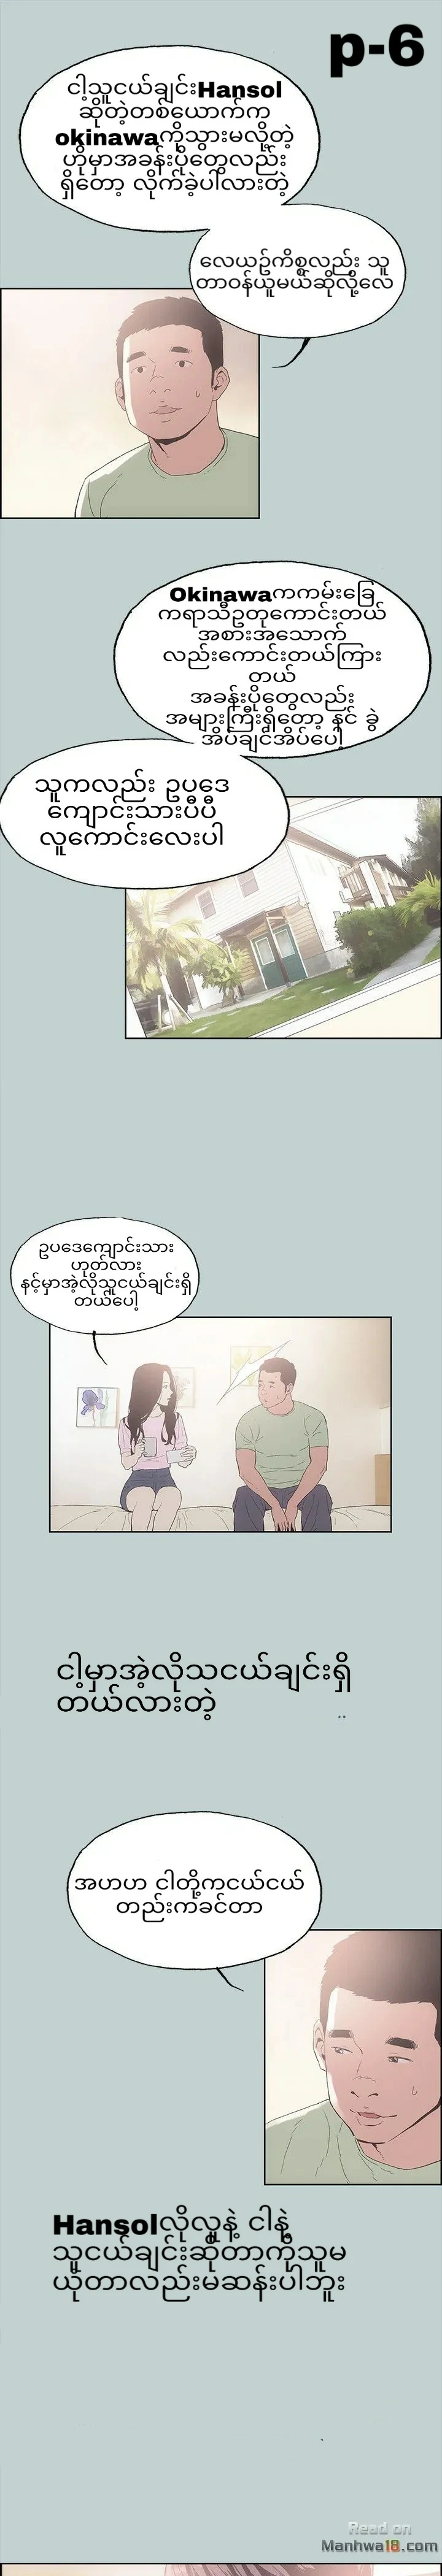 p-6
ငါ့သူငယ်ချင်းHansol
ဆိုတဲ့တစ်ယောက်က
okinawaကိုသွားမလို့တဲ့
ဟိုမှာအခန်းပိုတွေလည်း
ရှိတော့ လိုက်ခဲ့ပါလားတဲ့
လေယဥ်ကိစ္စလည်း သူ
တာဝန်ယူမယ်ဆိုလို့လေ
Okinawaကကမ်းခြေ
ကရာသီဥတုကောင်းတယ်
အစားအသောက်
လည်းကောင်းတယ်ကြား
တယ်
အခန်းပိုတွေလည်း
အများကြီးရှိတော့ နင် ခွဲ
အိပ်ချင်အိပ်ပေါ့
သူကလည်း ဥပဒေ
ကျောင်းသားပီပီ
လူကောင်းလေးပါ
ဥပဒေကျောင်းသား
ဟုတ်လား
နင့်မှာအဲ့လိုသူငယ်ချင်းရှိ
တယ်ပေါ့
ငါ့မှာအဲ့လိုသငယ်ချင်းရှိ
တယ်လားတဲ့
..
အဟဟ ငါတို့ကငယ်ငယ်
တည်းကခင်တာ
Hansolလိုလူနဲ့ ငါနဲ့
သူငယ်ချင်းဆိုတာကိုသူမ
ယုံတာလည်းမဆန်းပါဘူး
Read on
Manhwa18.com